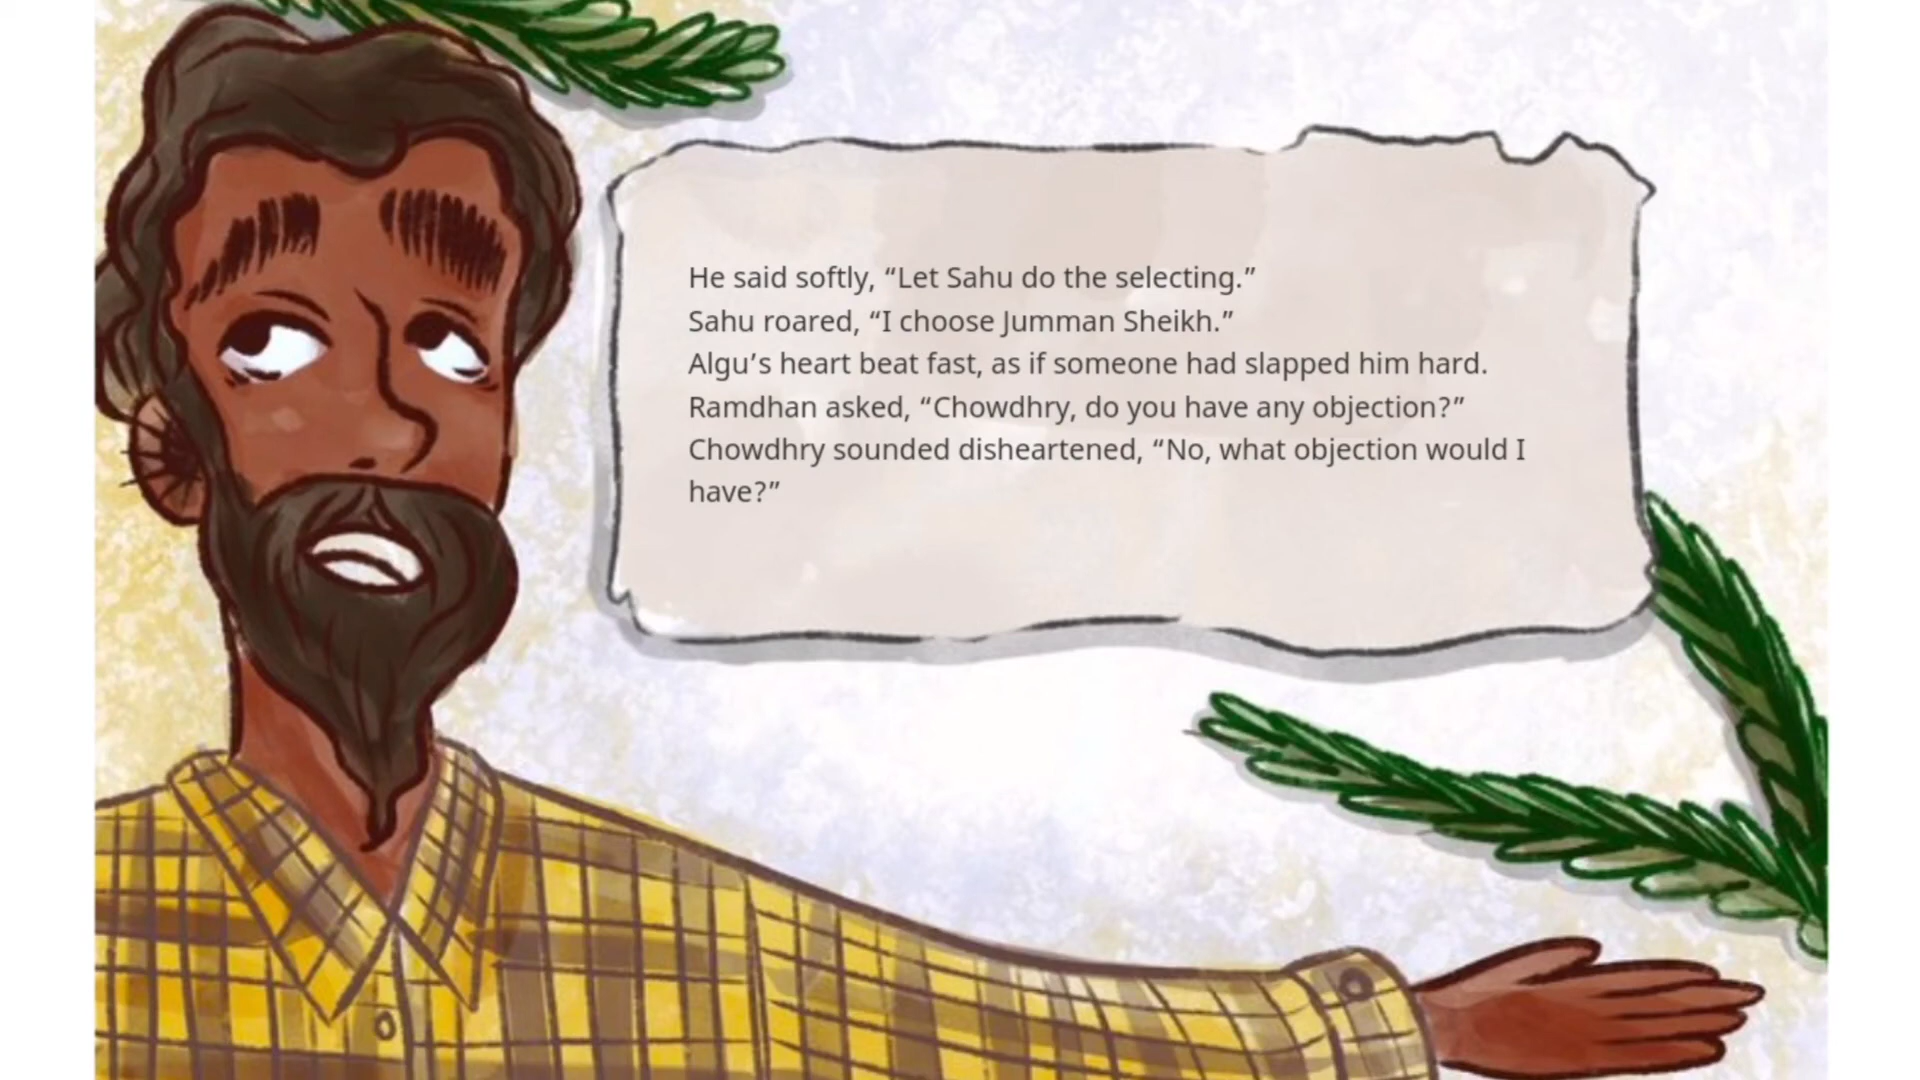 He said softly, “Let Sahu do the selecting.”
Sahu roared, “I choose Jumman Sheikh.”
Algu’s heart beat fast, as if someone had slapped him hard.
Ramdhan asked, “Chowdhry, do you have any objection?”
Chowdhry sounded disheartened, “No, what objection would I
have?”